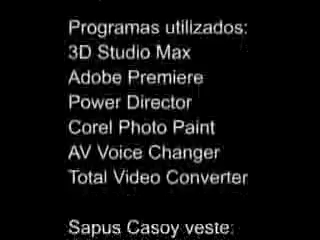 Programas utilizados:
3D Studio Max
Adobe Premiere
Power Director
Corel Photo Paint
AV Voice Changer
Total Video Converter
Sapus Casoy veste: